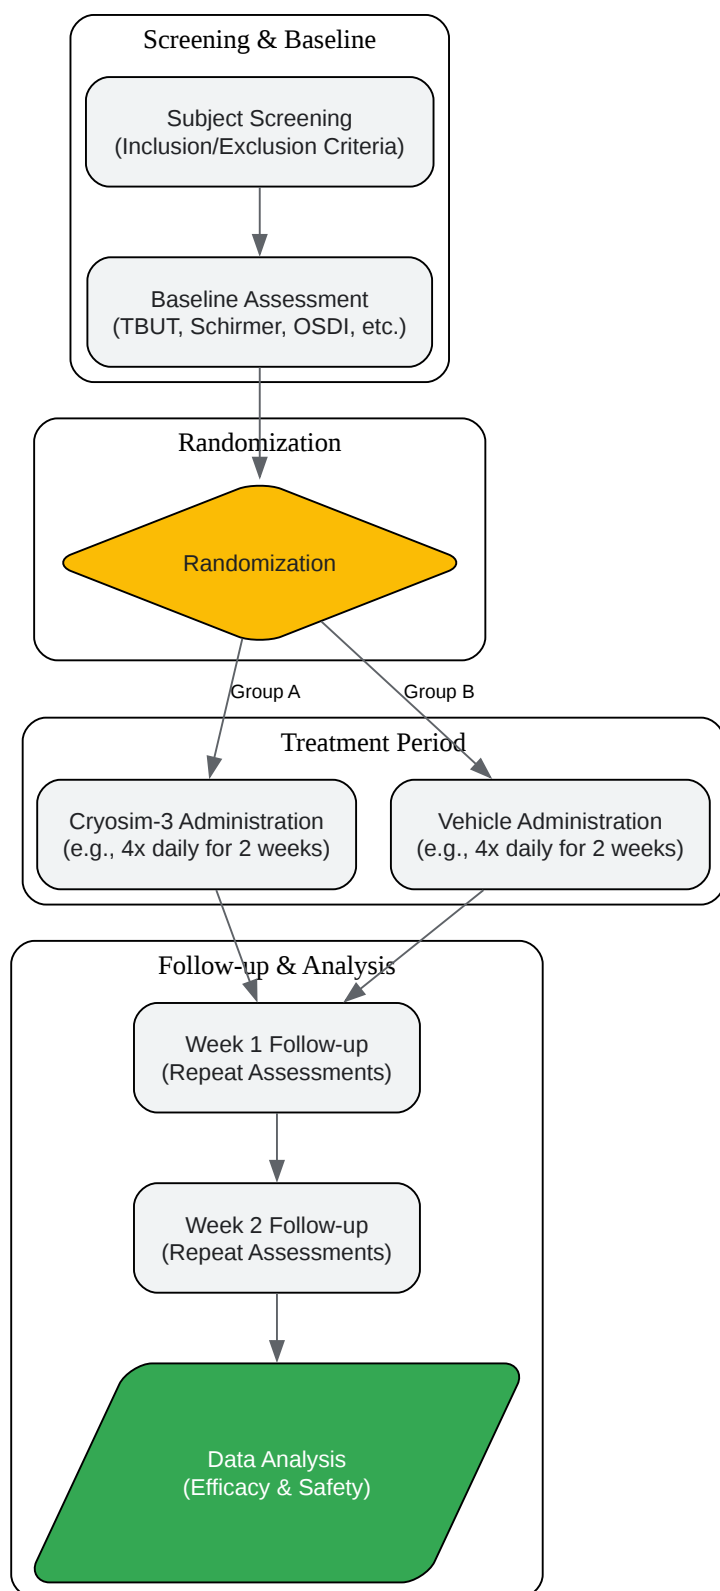 Screening & Baseline
Subject Screening
(Inclusion/Exclusion Criteria)
Baseline Assessment
(TBUT, Schirmer, OSDI, etc.)
Randomization
Randomization
Group A
Group B
Treatment Period
Cryosim-3 Administration
(e.g., 4x daily for 2 weeks)
Vehicle Administration
(e.g., 4x daily for 2 weeks)
Follow-up & Analysis
Week 1 Follow-up
(Repeat Assessments)
Week 2 Follow-up
(Repeat Assessments)
Data Analysis
(Efficacy & Safety)